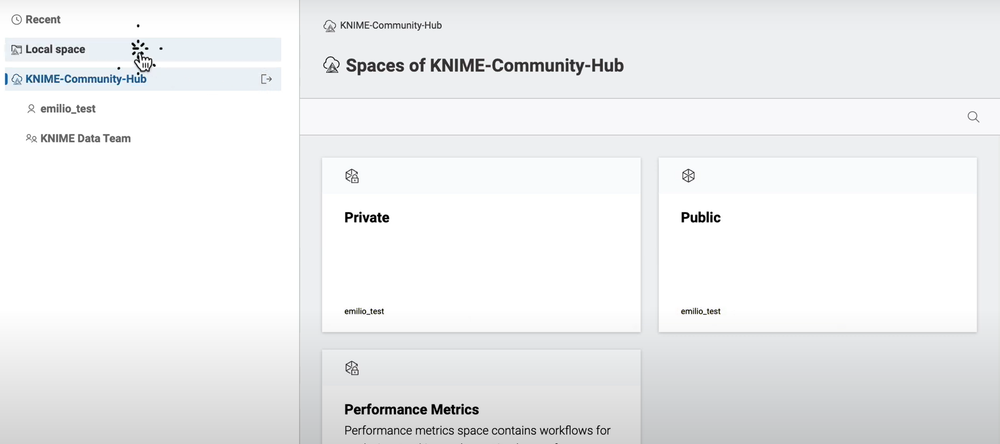 Recent
Local space
KNIME-Community-Hub
emilio_test
KNIME Data Team
KNIME-Community-Hub
Spaces of KNIME-Community-Hub
Private
emilio_test
Public
emilio_test
Performance Metrics
Performance metrics space contains workflows for